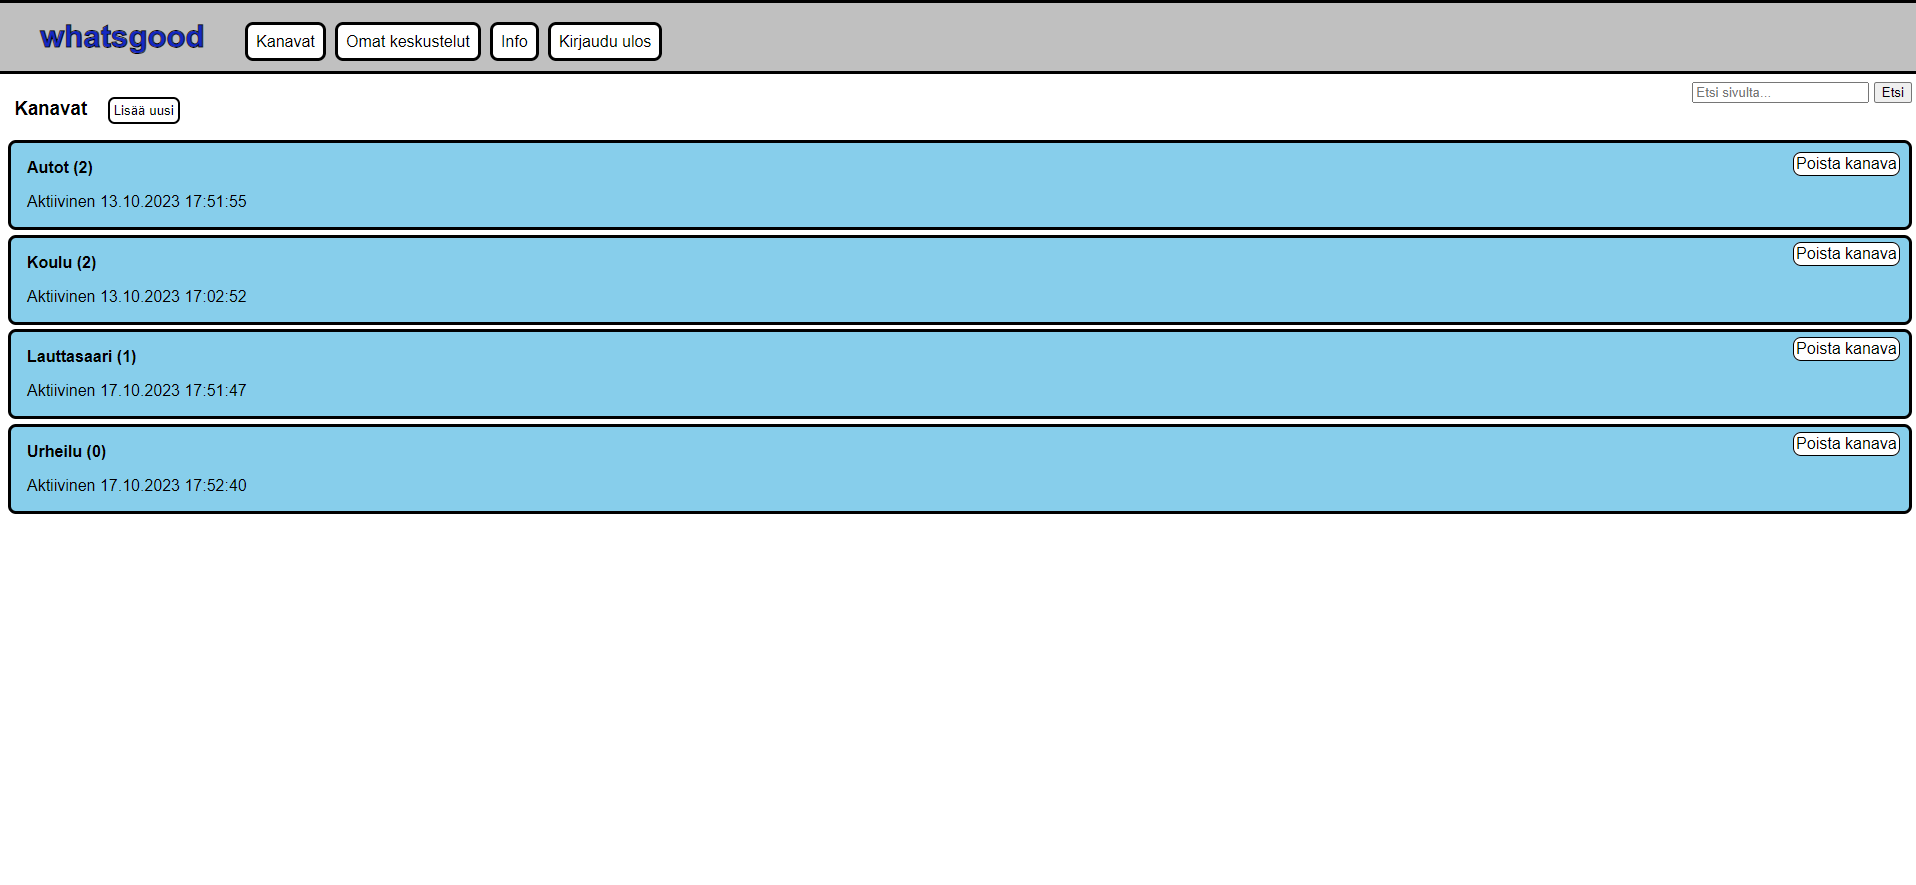 whatsgood
Kanavat
Omat keskustelut
Info
Kirjaudu ulos
Etsi sivulta...
Etsi
Kanavat
Lisää uusi
Autot (2)
Poista kanava
Aktiivinen 13.10.2023 17:51:55
Koulu (2)
Poista kanava
Aktiivinen 13.10.2023 17:02:52
Lauttasaari (1)
Poista kanava
Aktiivinen 17.10.2023 17:51:47
Urheilu (0)
Poista kanava
Aktiivinen 17.10.2023 17:52:40